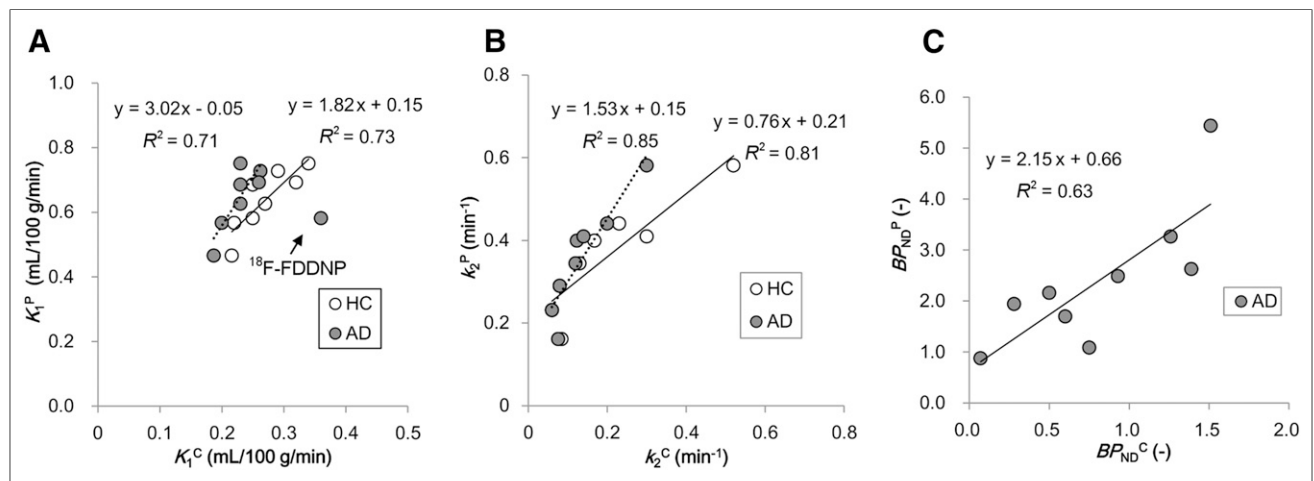 A
1.0
0.8
0.6
0.4
0.2
0.0
0 0.1 0.2 0.3 0.4 0.5
K₁ᴾ (mL/100 g/min)
K₁ᶜ (mL/100 g/min)
y = 3.02x - 0.05
R² = 0.71
y = 1.82x + 0.15
R² = 0.73
¹⁸F-FDDNP
HC
AD
B
0.8
0.6
0.4
0.2
0
0 0.2 0.4 0.6 0.8
k₂ᴾ (min⁻¹)
k₂ᶜ (min⁻¹)
y = 1.53x + 0.15
R² = 0.85
y = 0.76x + 0.21
R² = 0.81
HC
AD
C
6.0
5.0
4.0
3.0
2.0
1.0
0.0
0.0 0.5 1.0 1.5 2.0
BP_NDᴾ (-)
BP_NDᶜ (-)
y = 2.15x + 0.66
R² = 0.63
AD